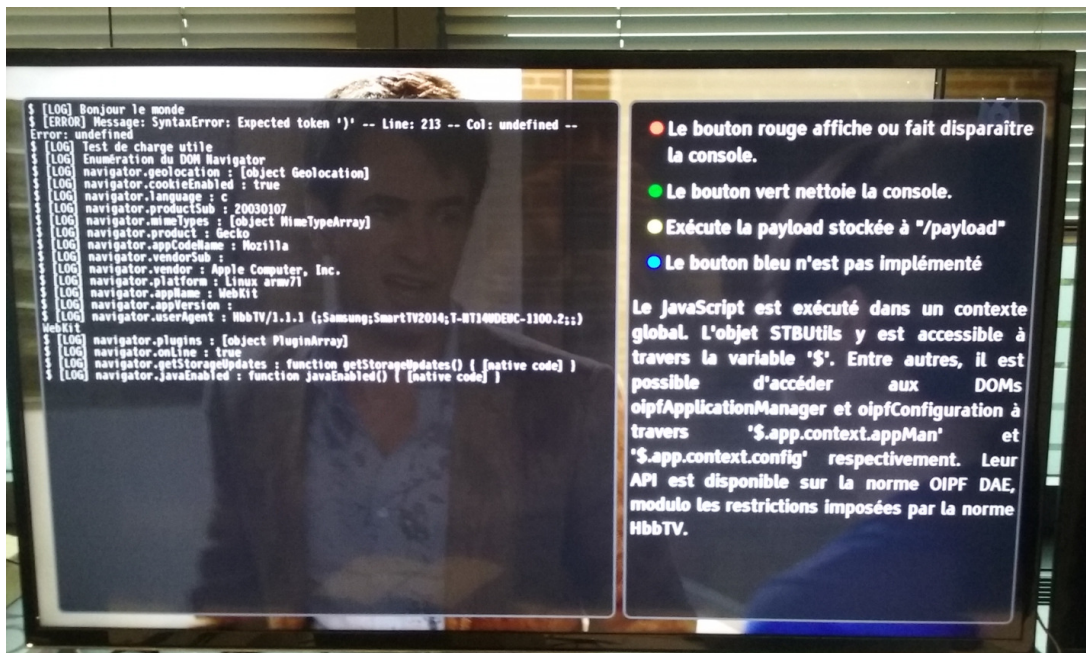 $ [LOG] Bonjour le monde
$ [ERROR] Message: SyntaxError: Expected token ')' -- Line: 213 -- Col: undefined --
Error: undefined
$ [LOG] Test de charge utile
$ [LOG] Enumération du DOM Navigator
$ [LOG] navigator.geolocation : [object Geolocation]
$ [LOG] navigator.cookieEnabled : true
$ [LOG] navigator.language : c
$ [LOG] navigator.productSub : 20030107
$ [LOG] navigator.mimeTypes : [object MimeTypeArray]
$ [LOG] navigator.product : Gecko
$ [LOG] navigator.appCodeName : Mozilla
$ [LOG] navigator.vendorSub :
$ [LOG] navigator.vendor : Apple Computer, Inc.
$ [LOG] navigator.platform : Linux armv7l
$ [LOG] navigator.appName : WebKit
$ [LOG] navigator.appVersion :
$ [LOG] navigator.userAgent : HbbTV/1.1.1 (;Samsung;SmartTV2014;T-NT14UDEUC-1100.2;;)
WebKit
$ [LOG] navigator.plugins : [object PluginArray]
$ [LOG] navigator.onLine : true
$ [LOG] navigator.getStorageUpdates : function getStorageUpdates() { [native code] }
$ [LOG] navigator.javaEnabled : function javaEnabled() { [native code] }
Le bouton rouge affiche ou fait disparaitre
la console.
Le bouton vert nettoie la console.
Exécute la payload stockée à "/payload"
Le bouton bleu n'est pas implémenté
Le JavaScript est exécuté dans un contexte
global. L'objet STBUtils y est accessible à
travers la variable '$'. Entre autres, il est
possible d'accéder aux DOMs
oipfApplicationManager et oipfConfiguration à
travers '$.app.context.appMan' et
'$.app.context.config' respectivement. Leur
API est disponible sur la norme OIPF DAE,
modulo les restrictions imposées par la norme
HbbTV.